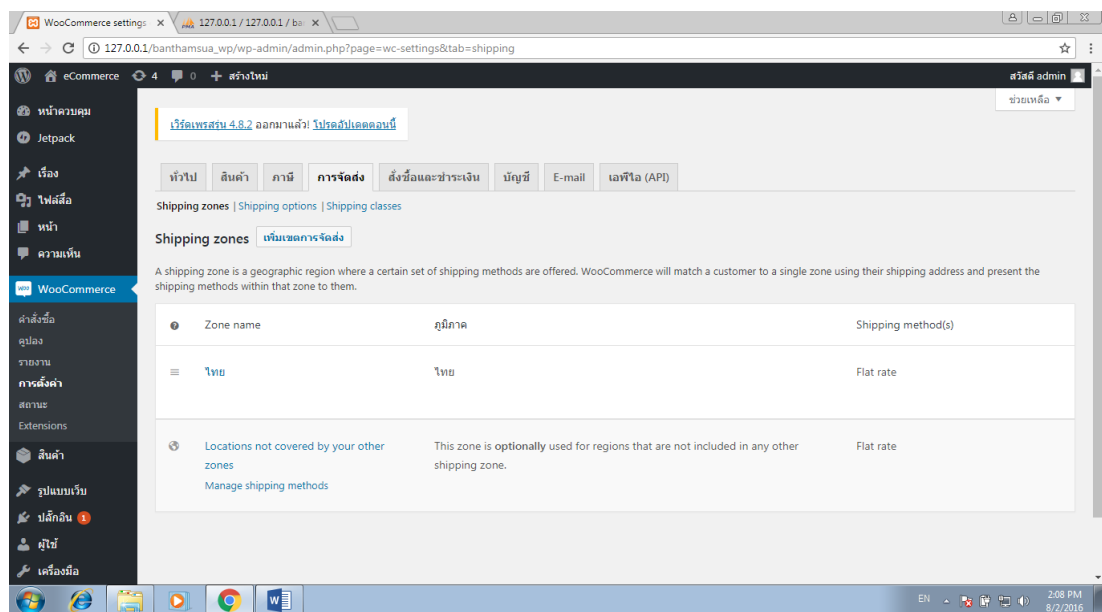 WooCommerce settings
127.0.0.1 / 127.0.0.1 / ba
127.0.0.1/banthamsua_wp/wp-admin/admin.php?page=wc-settings&tab=shipping
eCommerce 4 0 + สร้างใหม่ สวัสดี admin
ช่วยเหลือ
หน้าควบคุม
Jetpack
เรื่อง
ไฟล์สื่อ
หน้า
ความเห็น
WooCommerce
คำสั่งซื้อ
คูปอง
รายงาน
การตั้งค่า
สถานะ
Extensions
สินค้า
รูปแบบเว็บ
ปลั๊กอิน 1
ผู้ใช้
เครื่องมือ
เวิร์ดเพรสรุ่น 4.8.2 ออกมาแล้ว! โปรดอัปเดตตอนนี้
ทั่วไป สินค้า ภาษี การจัดส่ง สั่งซื้อและชำระเงิน บัญชี E-mail เอพีไอ (API)
Shipping zones | Shipping options | Shipping classes
Shipping zones เพิ่มเขตการจัดส่ง
A shipping zone is a geographic region where a certain set of shipping methods are offered. WooCommerce will match a customer to a single zone using their shipping address and present the
shipping methods within that zone to them.
Zone name ภูมิภาค Shipping method(s)
ไทย ไทย Flat rate
Locations not covered by your other
zones
Manage shipping methods
This zone is optionally used for regions that are not included in any other
shipping zone.
Flat rate
EN
2:08 PM
8/2/2016